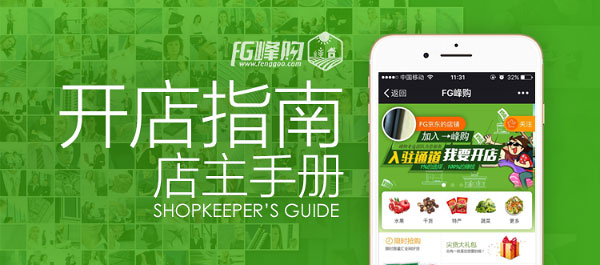 FG峰购
www.fenggou.com
开店指南
店主手册
SHOPKEEPER'S GUIDE
中国移动
11:31
32%
返回
FG峰购
FG京东的店铺
关注
加入→峰购
入驻通道 我要开店
水果
干货
特产
蔬菜
更多
限时抢购
尖货大礼包